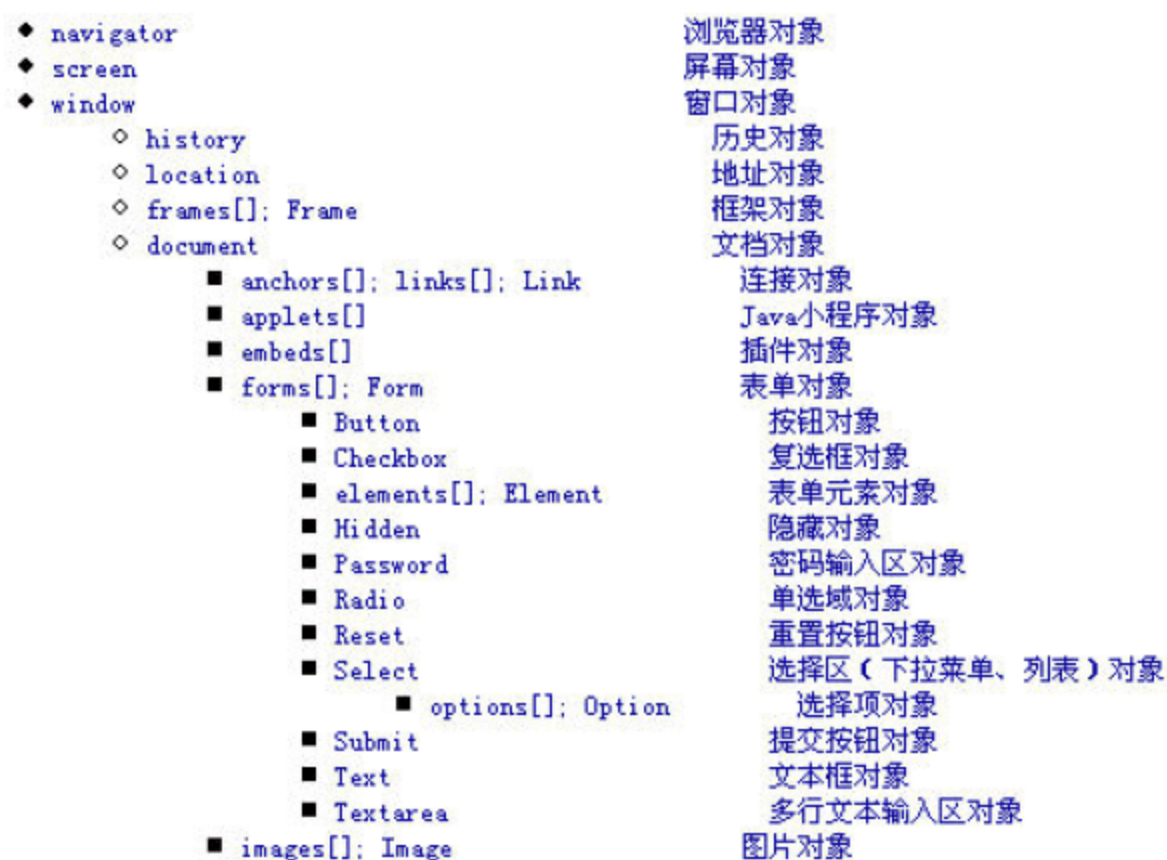 navigator 浏览器对象
screen 屏幕对象
window 窗口对象
history 历史对象
location 地址对象
frames[]; Frame 框架对象
document 文档对象
anchors[]; links[]; Link 连接对象
applets[] Java小程序对象
embeds[] 插件对象
forms[]; Form 表单对象
Button 按钮对象
Checkbox 复选框对象
elements[]; Element 表单元素对象
Hidden 隐藏对象
Password 密码输入区对象
Radio 单选域对象
Reset 重置按钮对象
Select 选择区（下拉菜单、列表）对象
options[]; Option 选择项对象
Submit 提交按钮对象
Text 文本框对象
Textarea 多行文本输入区对象
images[]; Image 图片对象